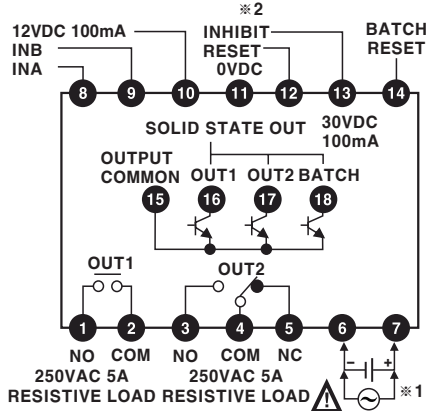 ※2
12VDC 100mA
INHIBIT
BATCH
INB
RESET
RESET
INA
0VDC
8 9 10 11 12 13 14
SOLID STATE OUT
30VDC
100mA
OUTPUT
COMMON
OUT1 OUT2 BATCH
15 16 17 18
OUT1
OUT2
1 2 3 4 5 6 7
NO COM NO COM NC
- +
250VAC 5A
250VAC 5A
※1
RESISTIVE LOAD
RESISTIVE LOAD